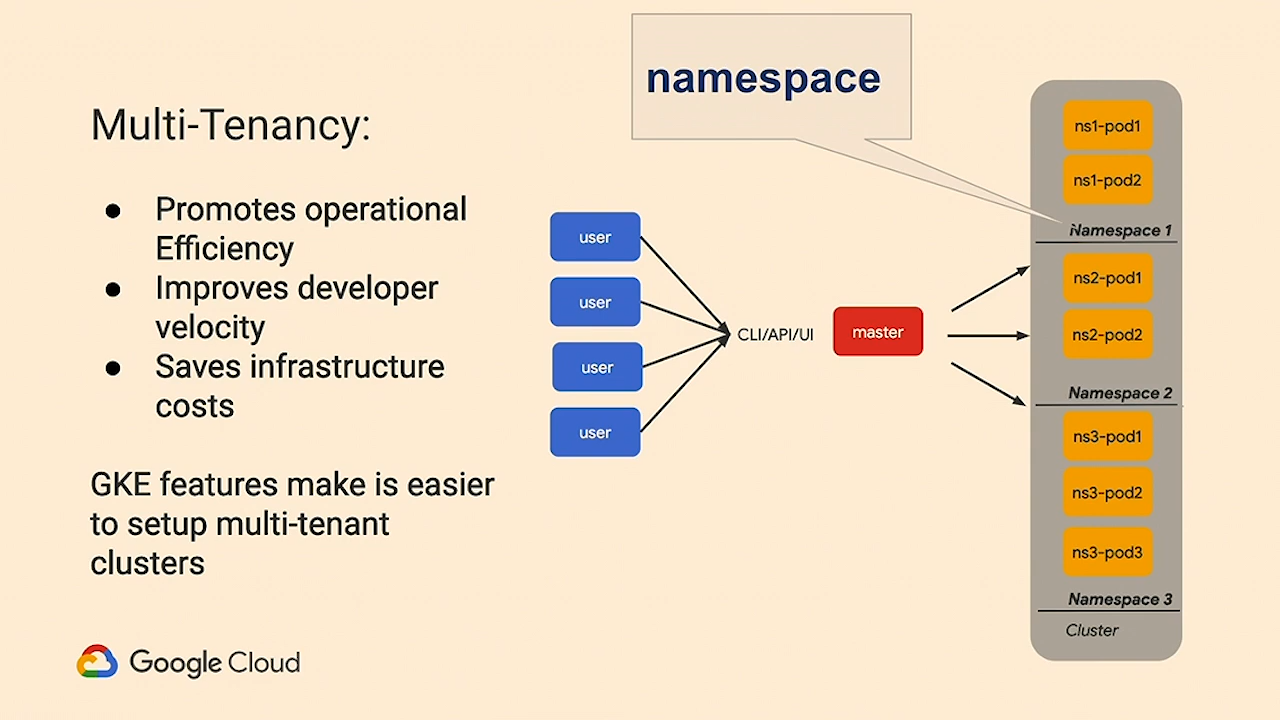 namespace
Multi-Tenancy:
● Promotes operational
Efficiency
● Improves developer
velocity
● Saves infrastructure
costs
GKE features make is easier
to setup multi-tenant
clusters
Google Cloud
user
user
user
user
CLI/API/UI
master
ns1-pod1
ns1-pod2
Namespace 1
ns2-pod1
ns2-pod2
Namespace 2
ns3-pod1
ns3-pod2
ns3-pod3
Namespace 3
Cluster